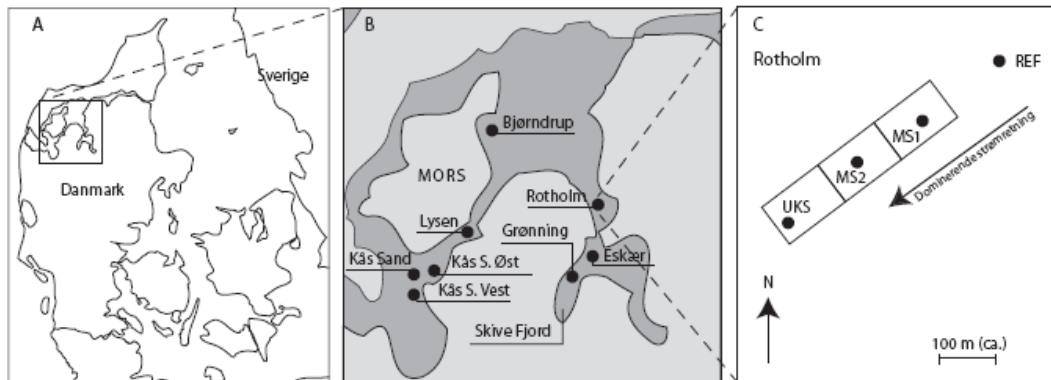 A
Sverige
Danmark
B
Bjørndrup
MORS
Rotholm
Lysen
Grønning
Kås Sand
Kås S. Øst
Eskær
Kås S. Vest
Skive Fjord
C
Rotholm
REF
MS1
MS2
UKS
Dominerende strømretning
N
100 m (ca.)